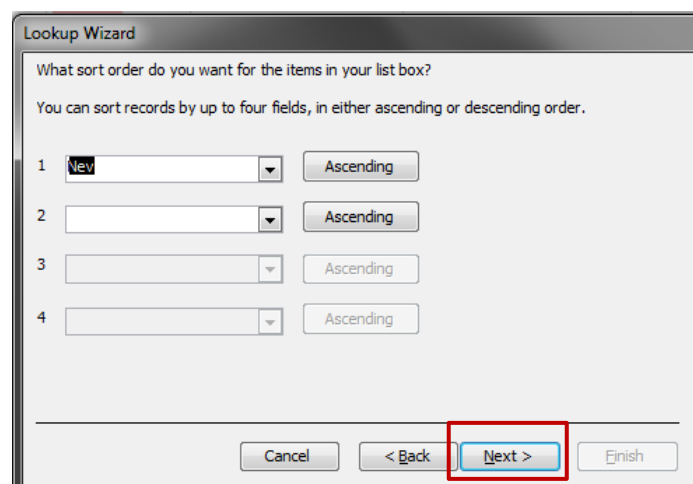 Lookup Wizard
What sort order do you want for the items in your list box?
You can sort records by up to four fields, in either ascending or descending order.
1 Nev Ascending
2 Ascending
3 Ascending
4 Ascending
Cancel < Back Next > Finish